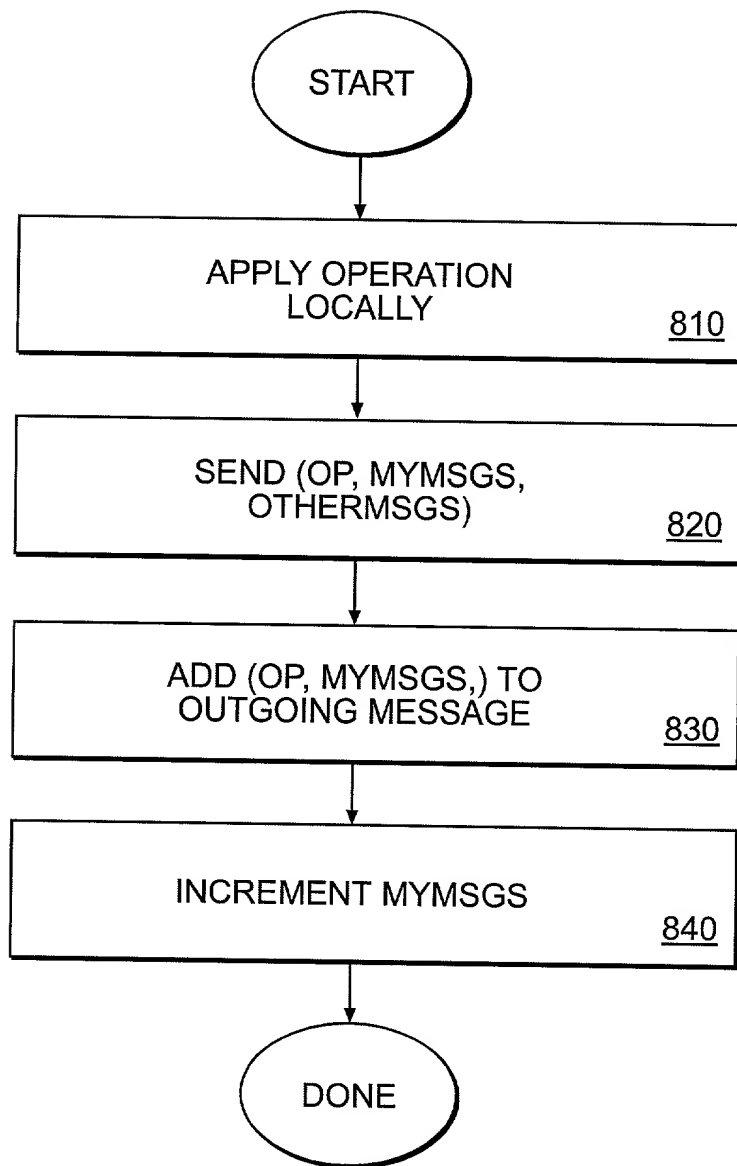 START
APPLY OPERATION
LOCALLY
810
SEND (OP, MYMSGS,
OTHERMSGS)
820
ADD (OP, MYMSGS,) TO
OUTGOING MESSAGE
830
INCREMENT MYMSGS
840
DONE